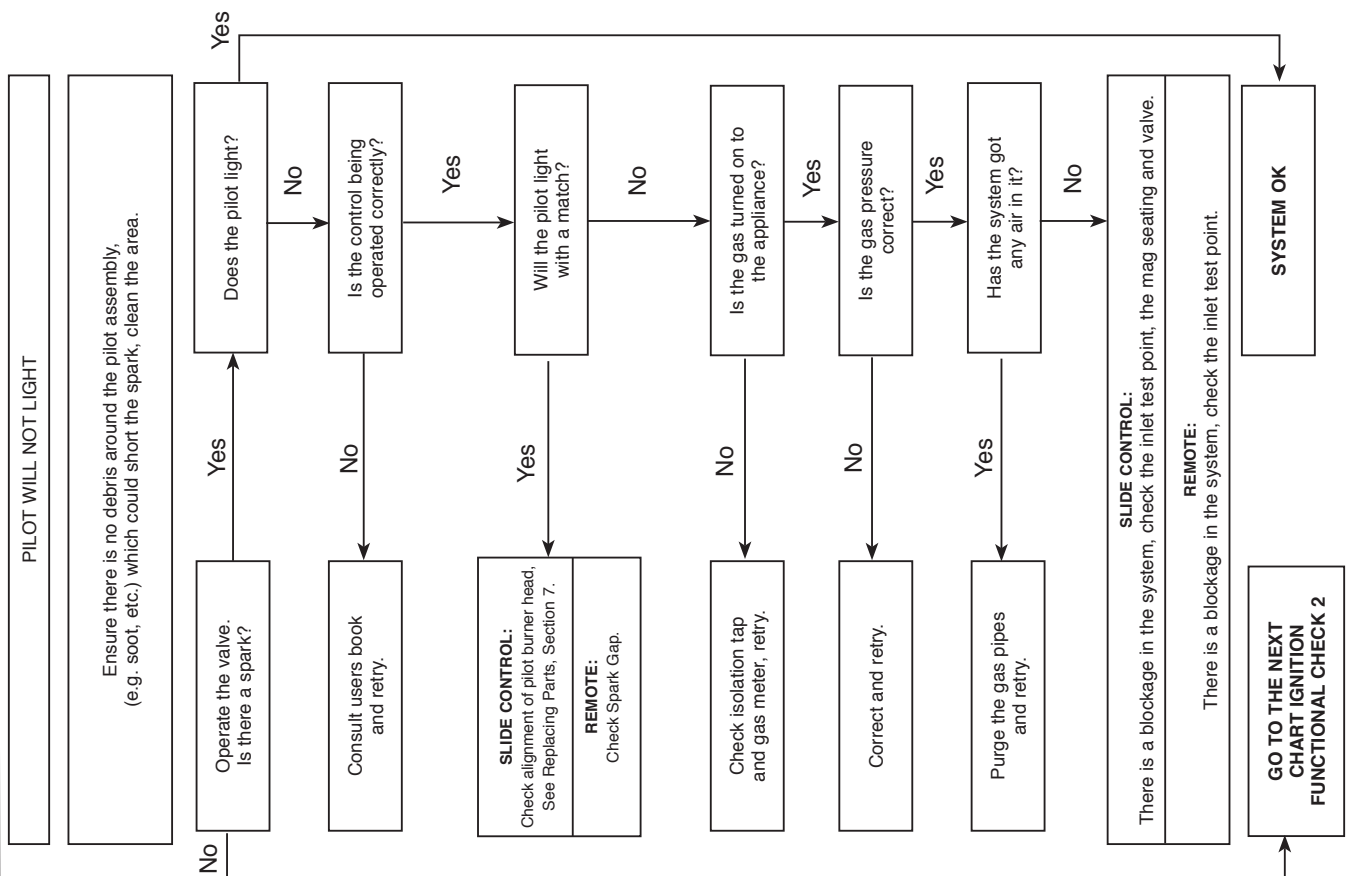 PILOT WILL NOT LIGHT
Ensure there is no debris around the pilot assembly,
(e.g. soot, etc.) which could short the spark, clean the area.
Operate the valve.
Is there a spark?
No
Yes
Does the pilot light?
Yes
No
Is the control being
operated correctly?
No
Consult users book
and retry.
Yes
Will the pilot light
with a match?
Yes
SLIDE CONTROL:
Check alignment of pilot burner head,
See Replacing Parts, Section 7.
REMOTE:
Check Spark Gap.
No
Is the gas turned on to
the appliance?
No
Check isolation tap
and gas meter, retry.
Yes
Is the gas pressure
correct?
No
Correct and retry.
Yes
Has the system got
any air in it?
Yes
Purge the gas pipes
and retry.
No
SLIDE CONTROL:
There is a blockage in the system, check the inlet test point, the mag seating and valve.
REMOTE:
There is a blockage in the system, check the inlet test point.
GO TO THE NEXT
CHART IGNITION
FUNCTIONAL CHECK 2
SYSTEM OK